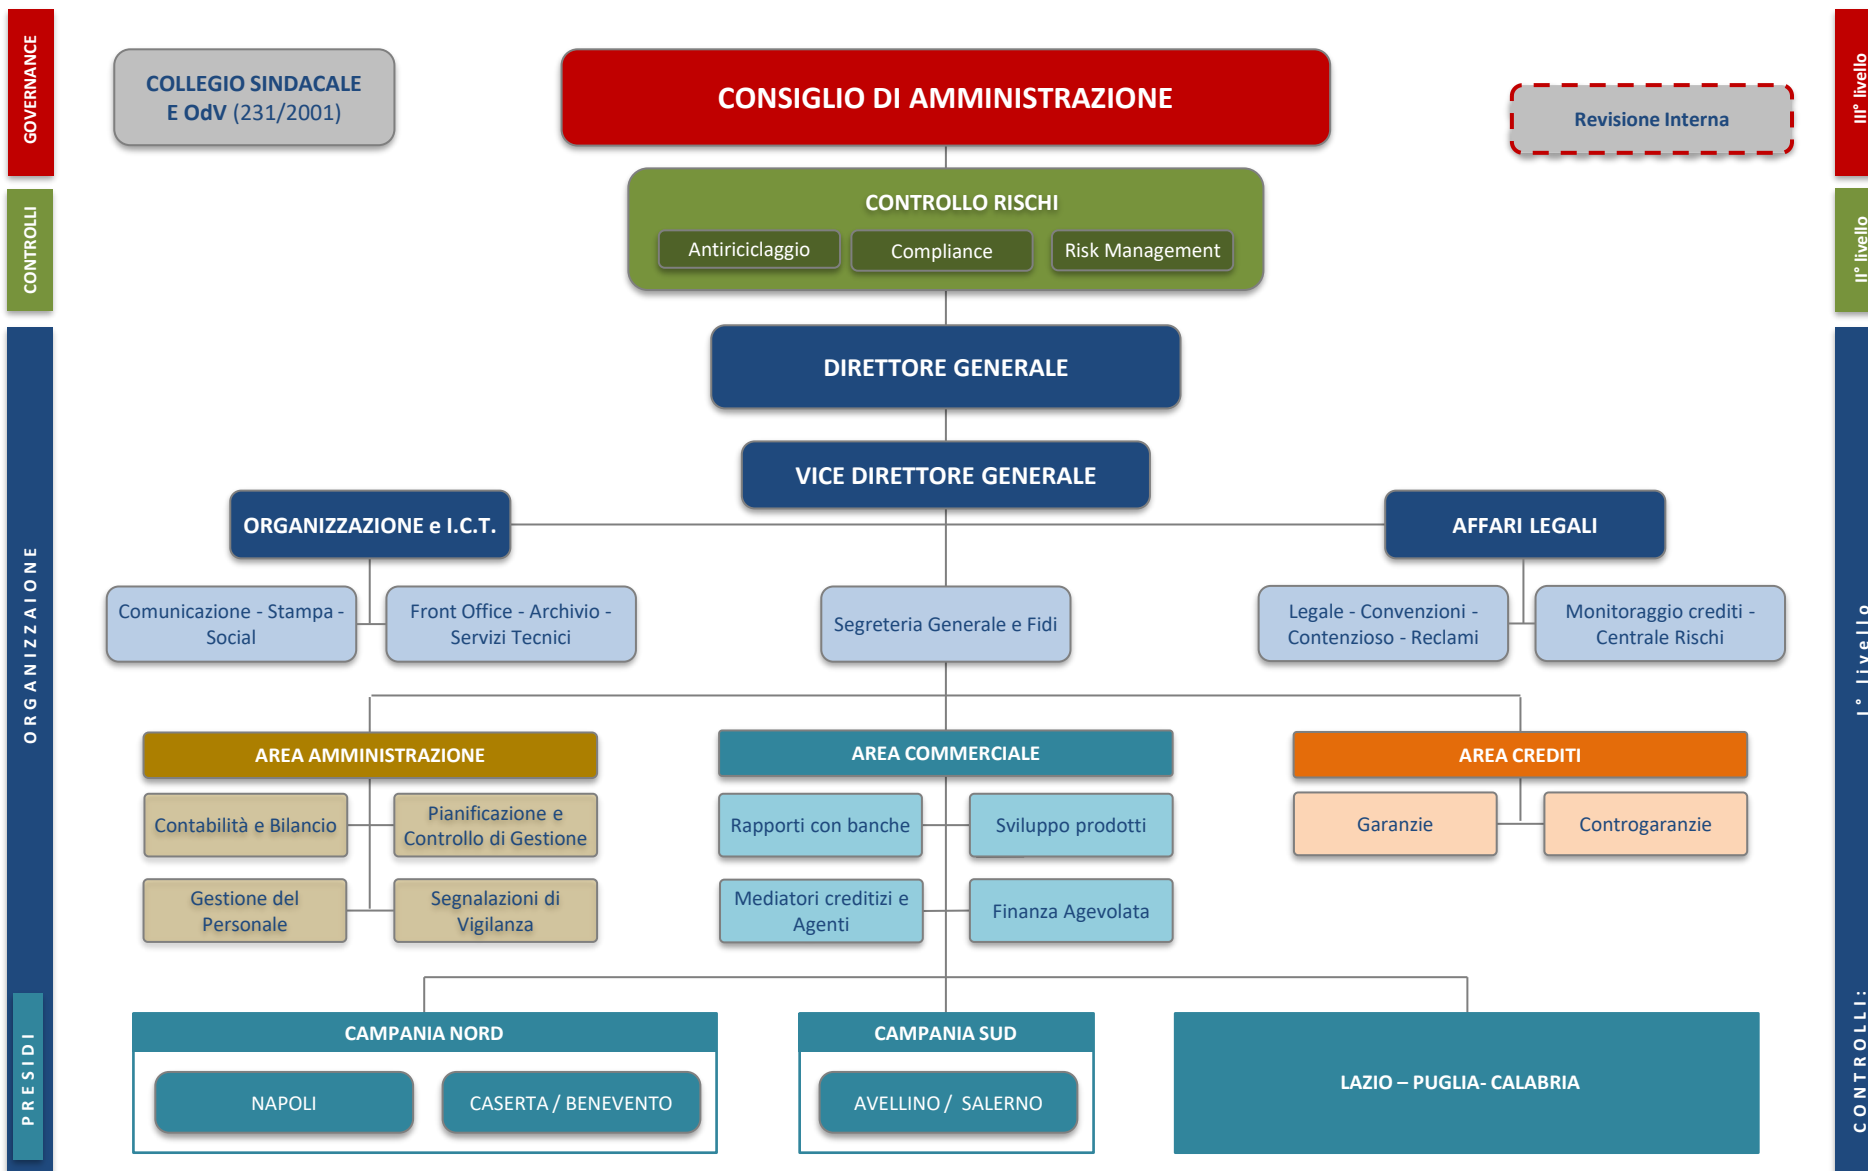 GOVERNANCE
COLLEGIO SINDACALE
E OdV (231/2001)
CONSIGLIO DI AMMINISTRAZIONE
Revisione Interna
III° livello
CONTROLLI
CONTROLLO RISCHI
Antiriciclaggio
Compliance
Risk Management
II° livello
DIRETTORE GENERALE
VICE DIRETTORE GENERALE
ORGANIZZAIONE
ORGANIZZAZIONE e I.C.T.
AFFARI LEGALI
Comunicazione - Stampa -
Social
Front Office - Archivio -
Servizi Tecnici
Segreteria Generale e Fidi
Legale - Convenzioni -
Contenzioso - Reclami
Monitoraggio crediti -
Centrale Rischi
AREA AMMINISTRAZIONE
Contabilità e Bilancio
Pianificazione e
Controllo di Gestione
Gestione del
Personale
Segnalazioni di
Vigilanza
AREA COMMERCIALE
Rapporti con banche
Sviluppo prodotti
Mediatori creditizi e
Agenti
Finanza Agevolata
AREA CREDITI
Garanzie
Controgaranzie
PRESIDI
CAMPANIA NORD
NAPOLI
CASERTA / BENEVENTO
CAMPANIA SUD
AVELLINO / SALERNO
LAZIO – PUGLIA- CALABRIA
CONTROLLI: I° livello